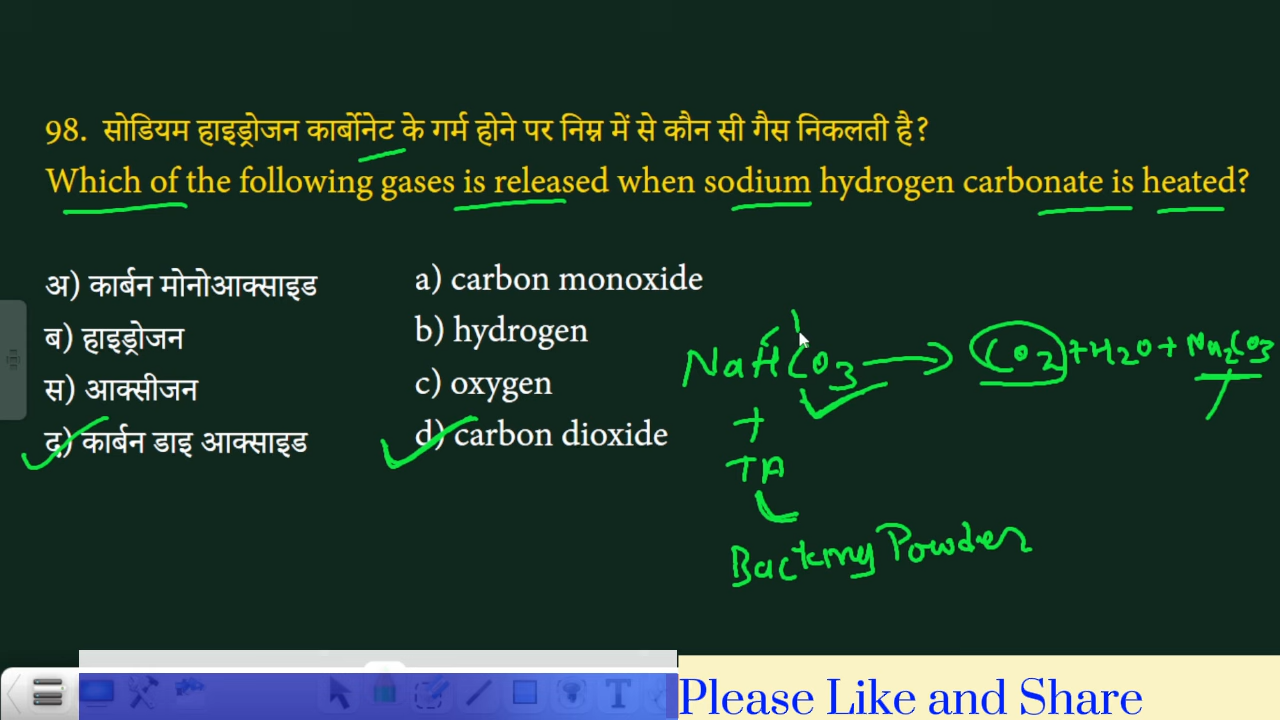 98. सोडियम हाइड्रोजन कार्बोनेट के गर्म होने पर निम्न में से कौन सी गैस निकलती है?
Which of the following gases is released when sodium hydrogen carbonate is heated?
अ) कार्बन मोनोआक्साइड
ब) हाइड्रोजन
स) आक्सीजन
द) कार्बन डाइ आक्साइड
a) carbon monoxide
b) hydrogen
c) oxygen
d) carbon dioxide
NaHCO3 → CO2 + H2O + Na2CO3
+
TA
Backing Powder
T
Please Like and Share